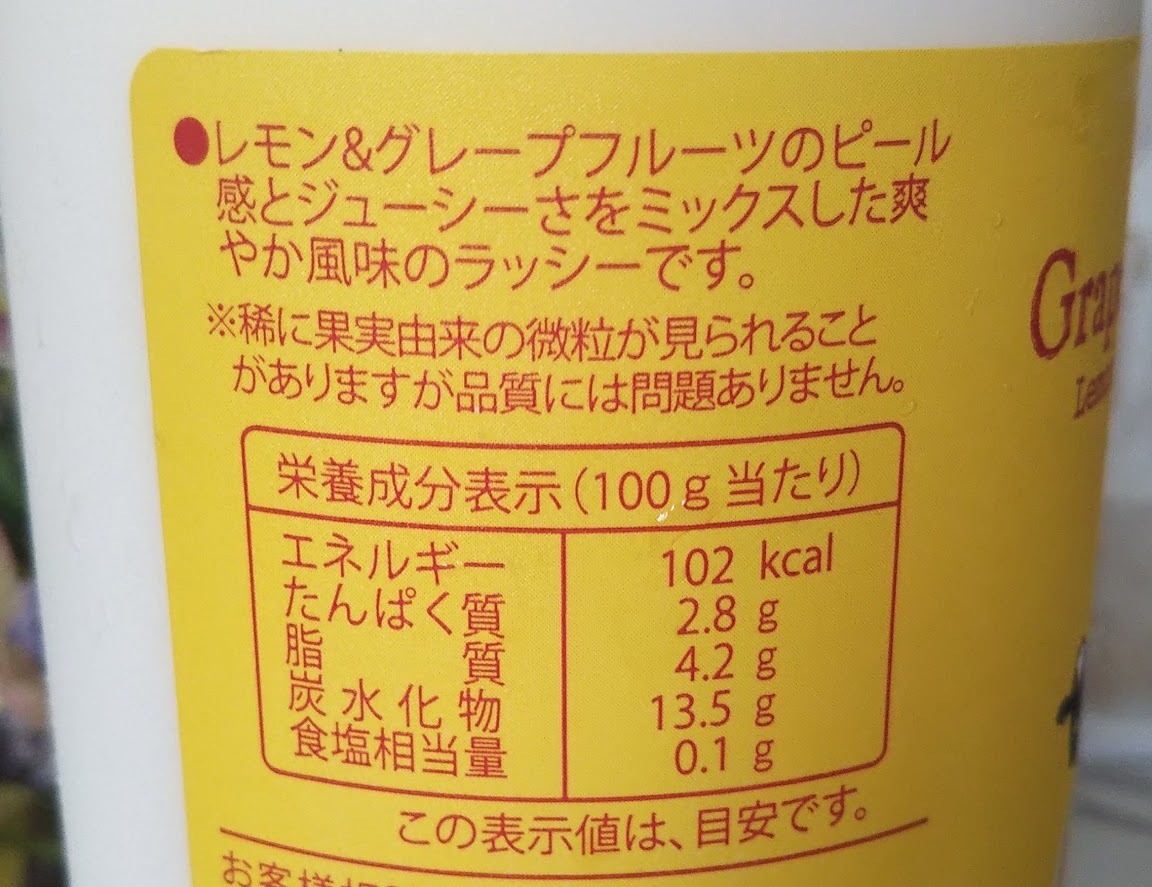 ●レモン&グレープフルーツのピール
感とジューシーさをミックスした爽
やか風味のラッシーです。
※稀に果実由来の微粒が見られること
がありますが品質には問題ありません。
栄養成分表示(100g当たり)
エネルギー 102 kcal
たんぱく質 2.8 g
脂質 4.2 g
炭水化物 13.5 g
食塩相当量 0.1 g
この表示値は、目安です。
お客様